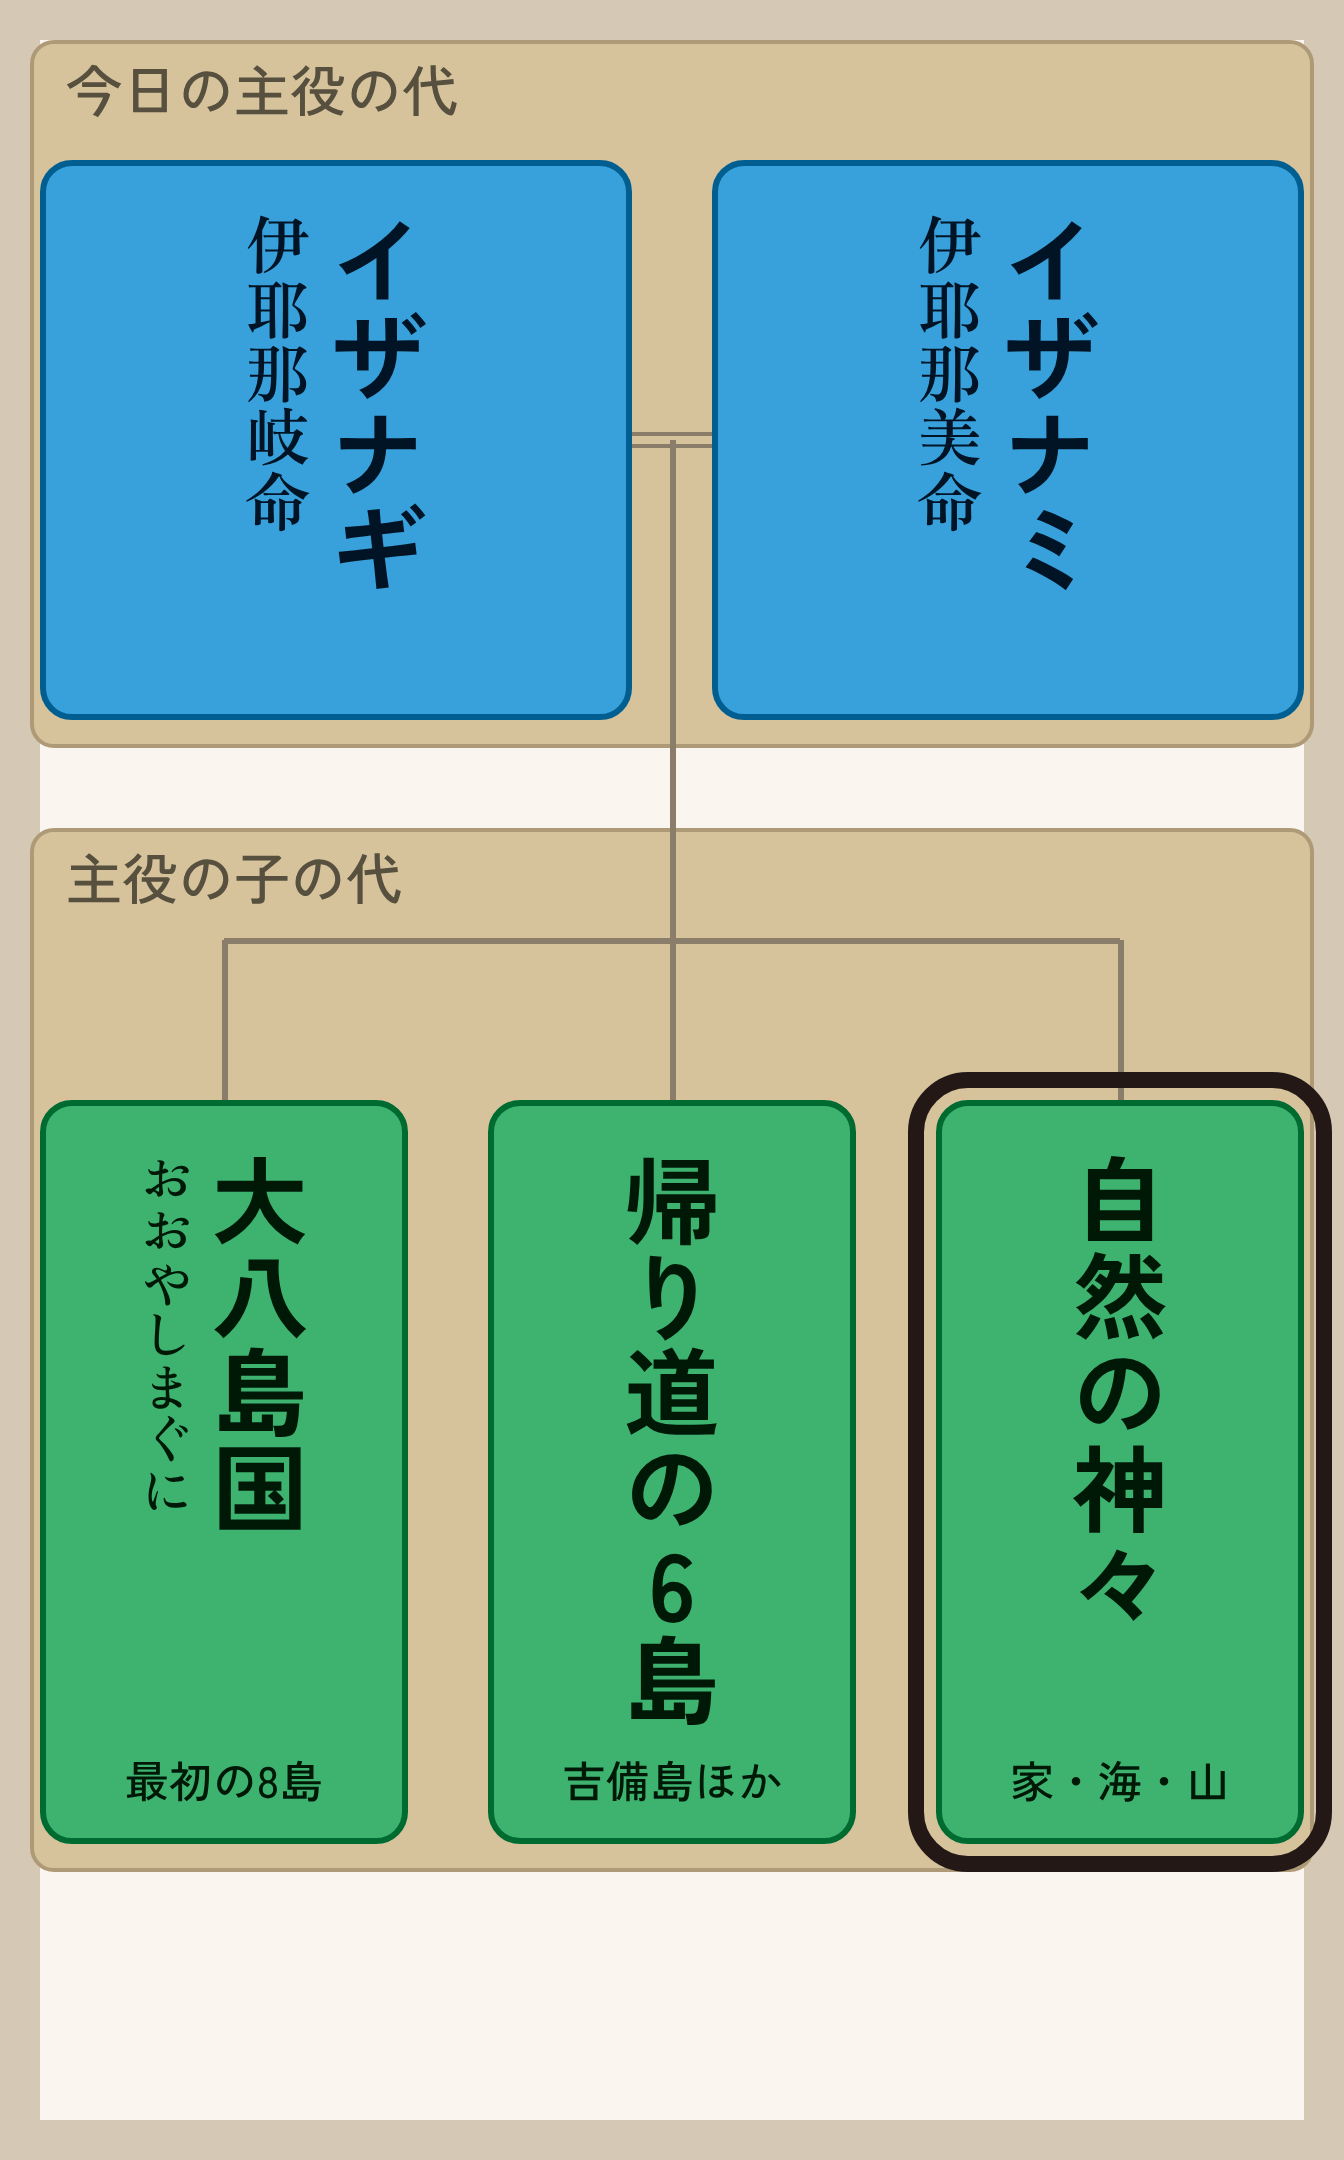 今日の主役の代
イザナギ
伊耶那岐命
イザナミ
伊耶那美命
主役の子の代
大八島国
おおやしまぐに
最初の8島
帰り道の6島
吉備島ほか
自然の神々
家・海・山